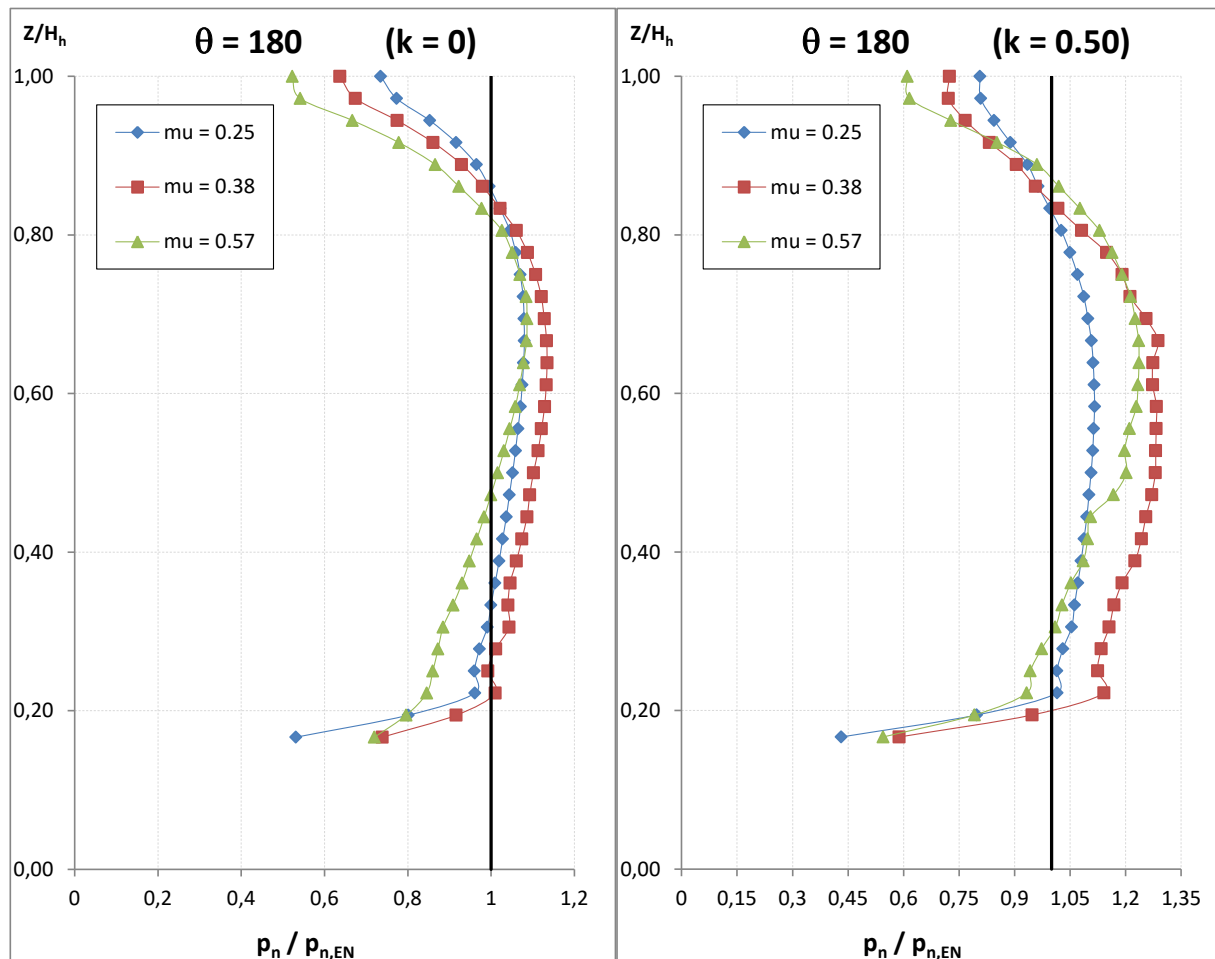 Z/Hh
θ = 180 (k = 0)
1,00
0,80
0,60
0,40
0,20
0,00
mu = 0.25
mu = 0.38
mu = 0.57
0 0,2 0,4 0,6 0,8 1 1,2
pn / pn,EN
Z/Hh
θ = 180 (k = 0.50)
1,00
0,80
0,60
0,40
0,20
0,00
mu = 0.25
mu = 0.38
mu = 0.57
0 0,15 0,3 0,45 0,6 0,75 0,9 1,05 1,2 1,35
pn / pn,EN